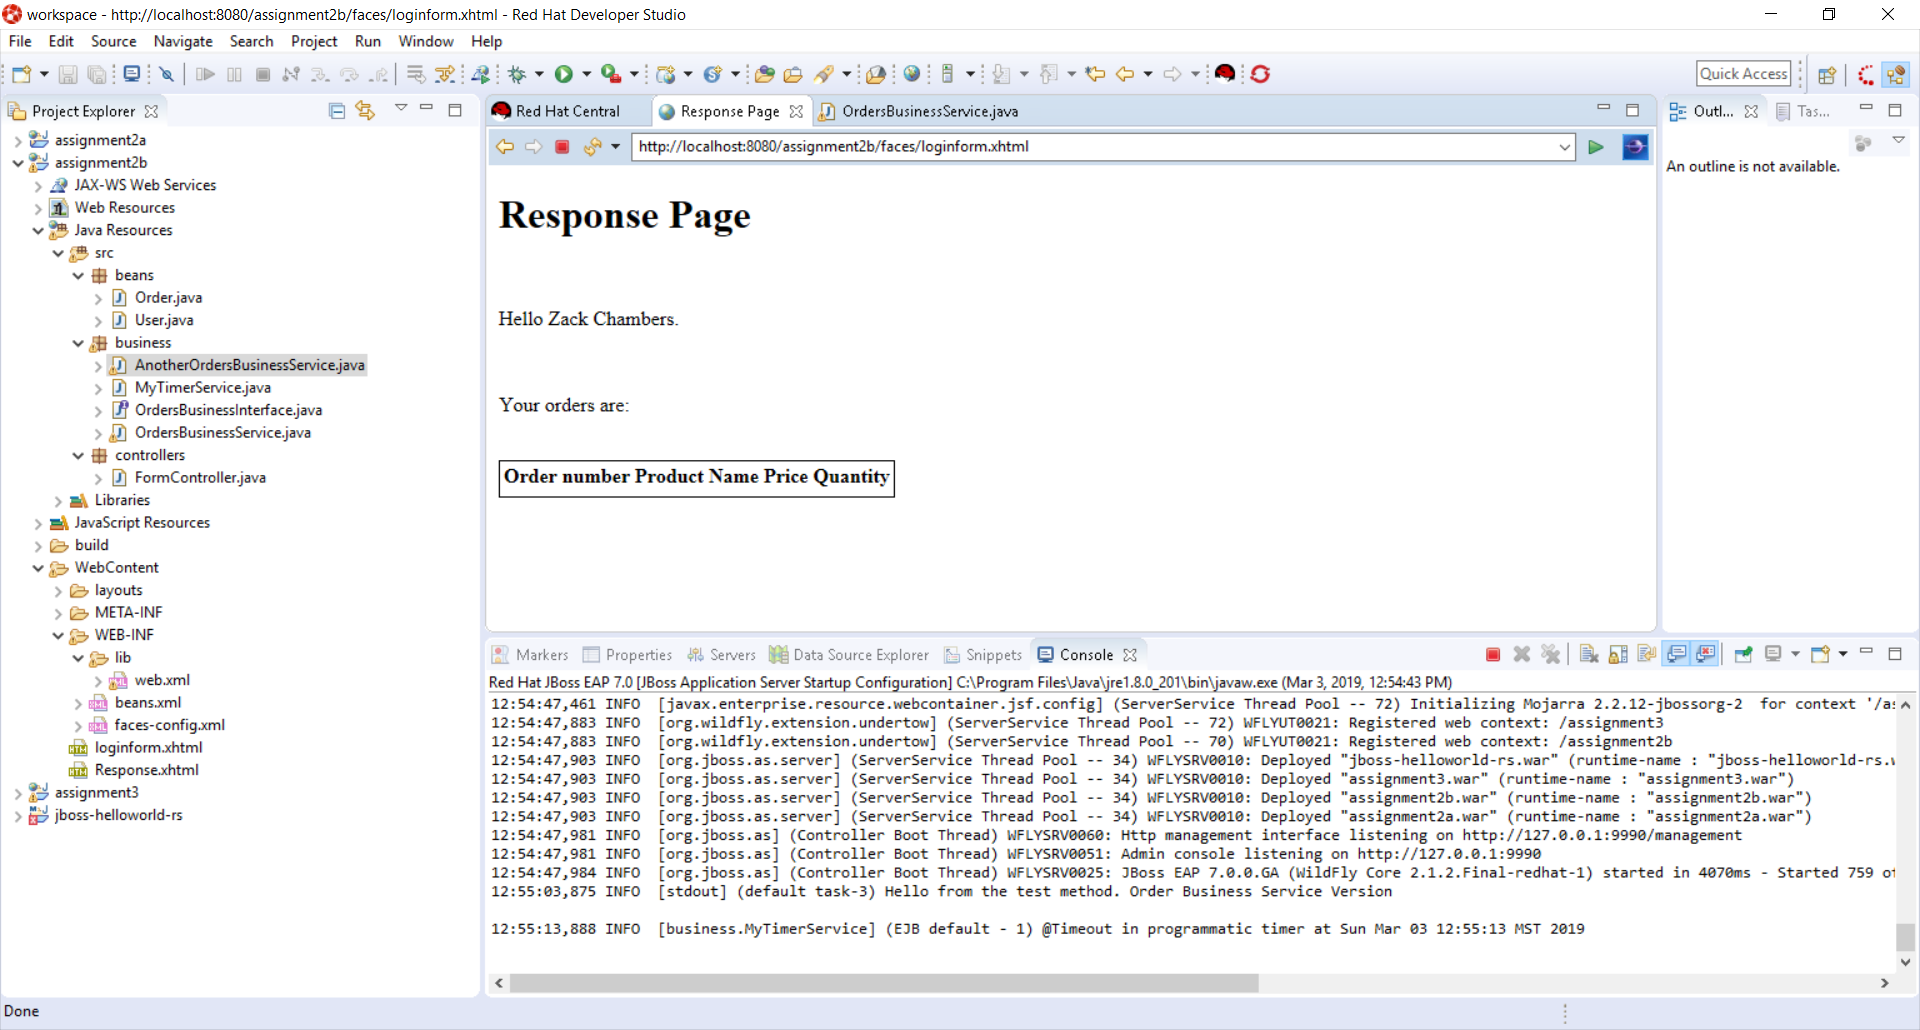 workspace - http://localhost:8080/assignment2b/faces/loginform.xhtml - Red Hat Developer Studio
File Edit Source Navigate Search Project Run Window Help
Quick Access
Project Explorer
assignment2a
assignment2b
JAX-WS Web Services
Web Resources
Java Resources
src
beans
Order.java
User.java
business
AnotherOrdersBusinessService.java
MyTimerService.java
OrdersBusinessInterface.java
OrdersBusinessService.java
controllers
FormController.java
Libraries
JavaScript Resources
build
WebContent
layouts
META-INF
WEB-INF
lib
web.xml
beans.xml
faces-config.xml
loginform.xhtml
Response.xhtml
assignment3
jboss-helloworld-rs
Red Hat Central Response Page OrdersBusinessService.java
http://localhost:8080/assignment2b/faces/loginform.xhtml
Response Page
Hello Zack Chambers.
Your orders are:
Order number Product Name Price Quantity
Outl... Tas...
An outline is not available.
Markers Properties Servers Data Source Explorer Snippets Console
Red Hat JBoss EAP 7.0 [JBoss Application Server Startup Configuration] C:\Program Files\Java\jre1.8.0_201\bin\javaw.exe (Mar 3, 2019, 12:54:43 PM)
12:54:47,461 INFO [javax.enterprise.resource.webcontainer.jsf.config] (ServerService Thread Pool -- 72) Initializing Mojarra 2.2.12-jbossorg-2 for context '/as
12:54:47,883 INFO [org.wildfly.extension.undertow] (ServerService Thread Pool -- 72) WFLYUT0021: Registered web context: /assignment3
12:54:47,883 INFO [org.wildfly.extension.undertow] (ServerService Thread Pool -- 70) WFLYUT0021: Registered web context: /assignment2b
12:54:47,903 INFO [org.jboss.as.server] (ServerService Thread Pool -- 34) WFLYSRV0010: Deployed "jboss-helloworld-rs.war" (runtime-name : "jboss-helloworld-rs.w
12:54:47,903 INFO [org.jboss.as.server] (ServerService Thread Pool -- 34) WFLYSRV0010: Deployed "assignment3.war" (runtime-name : "assignment3.war")
12:54:47,903 INFO [org.jboss.as.server] (ServerService Thread Pool -- 34) WFLYSRV0010: Deployed "assignment2b.war" (runtime-name : "assignment2b.war")
12:54:47,903 INFO [org.jboss.as.server] (ServerService Thread Pool -- 34) WFLYSRV0010: Deployed "assignment2a.war" (runtime-name : "assignment2a.war")
12:54:47,981 INFO [org.jboss.as] (Controller Boot Thread) WFLYSRV0060: Http management interface listening on http://127.0.0.1:9990/management
12:54:47,981 INFO [org.jboss.as] (Controller Boot Thread) WFLYSRV0051: Admin console listening on http://127.0.0.1:9990
12:54:47,984 INFO [org.jboss.as] (Controller Boot Thread) WFLYSRV0025: JBoss EAP 7.0.0.GA (WildFly Core 2.1.2.Final-redhat-1) started in 4070ms - Started 759 of
12:55:03,875 INFO [stdout] (default task-3) Hello from the test method. Order Business Service Version
12:55:13,888 INFO [business.MyTimerService] (EJB default - 1) @Timeout in programmatic timer at Sun Mar 03 12:55:13 MST 2019
Done